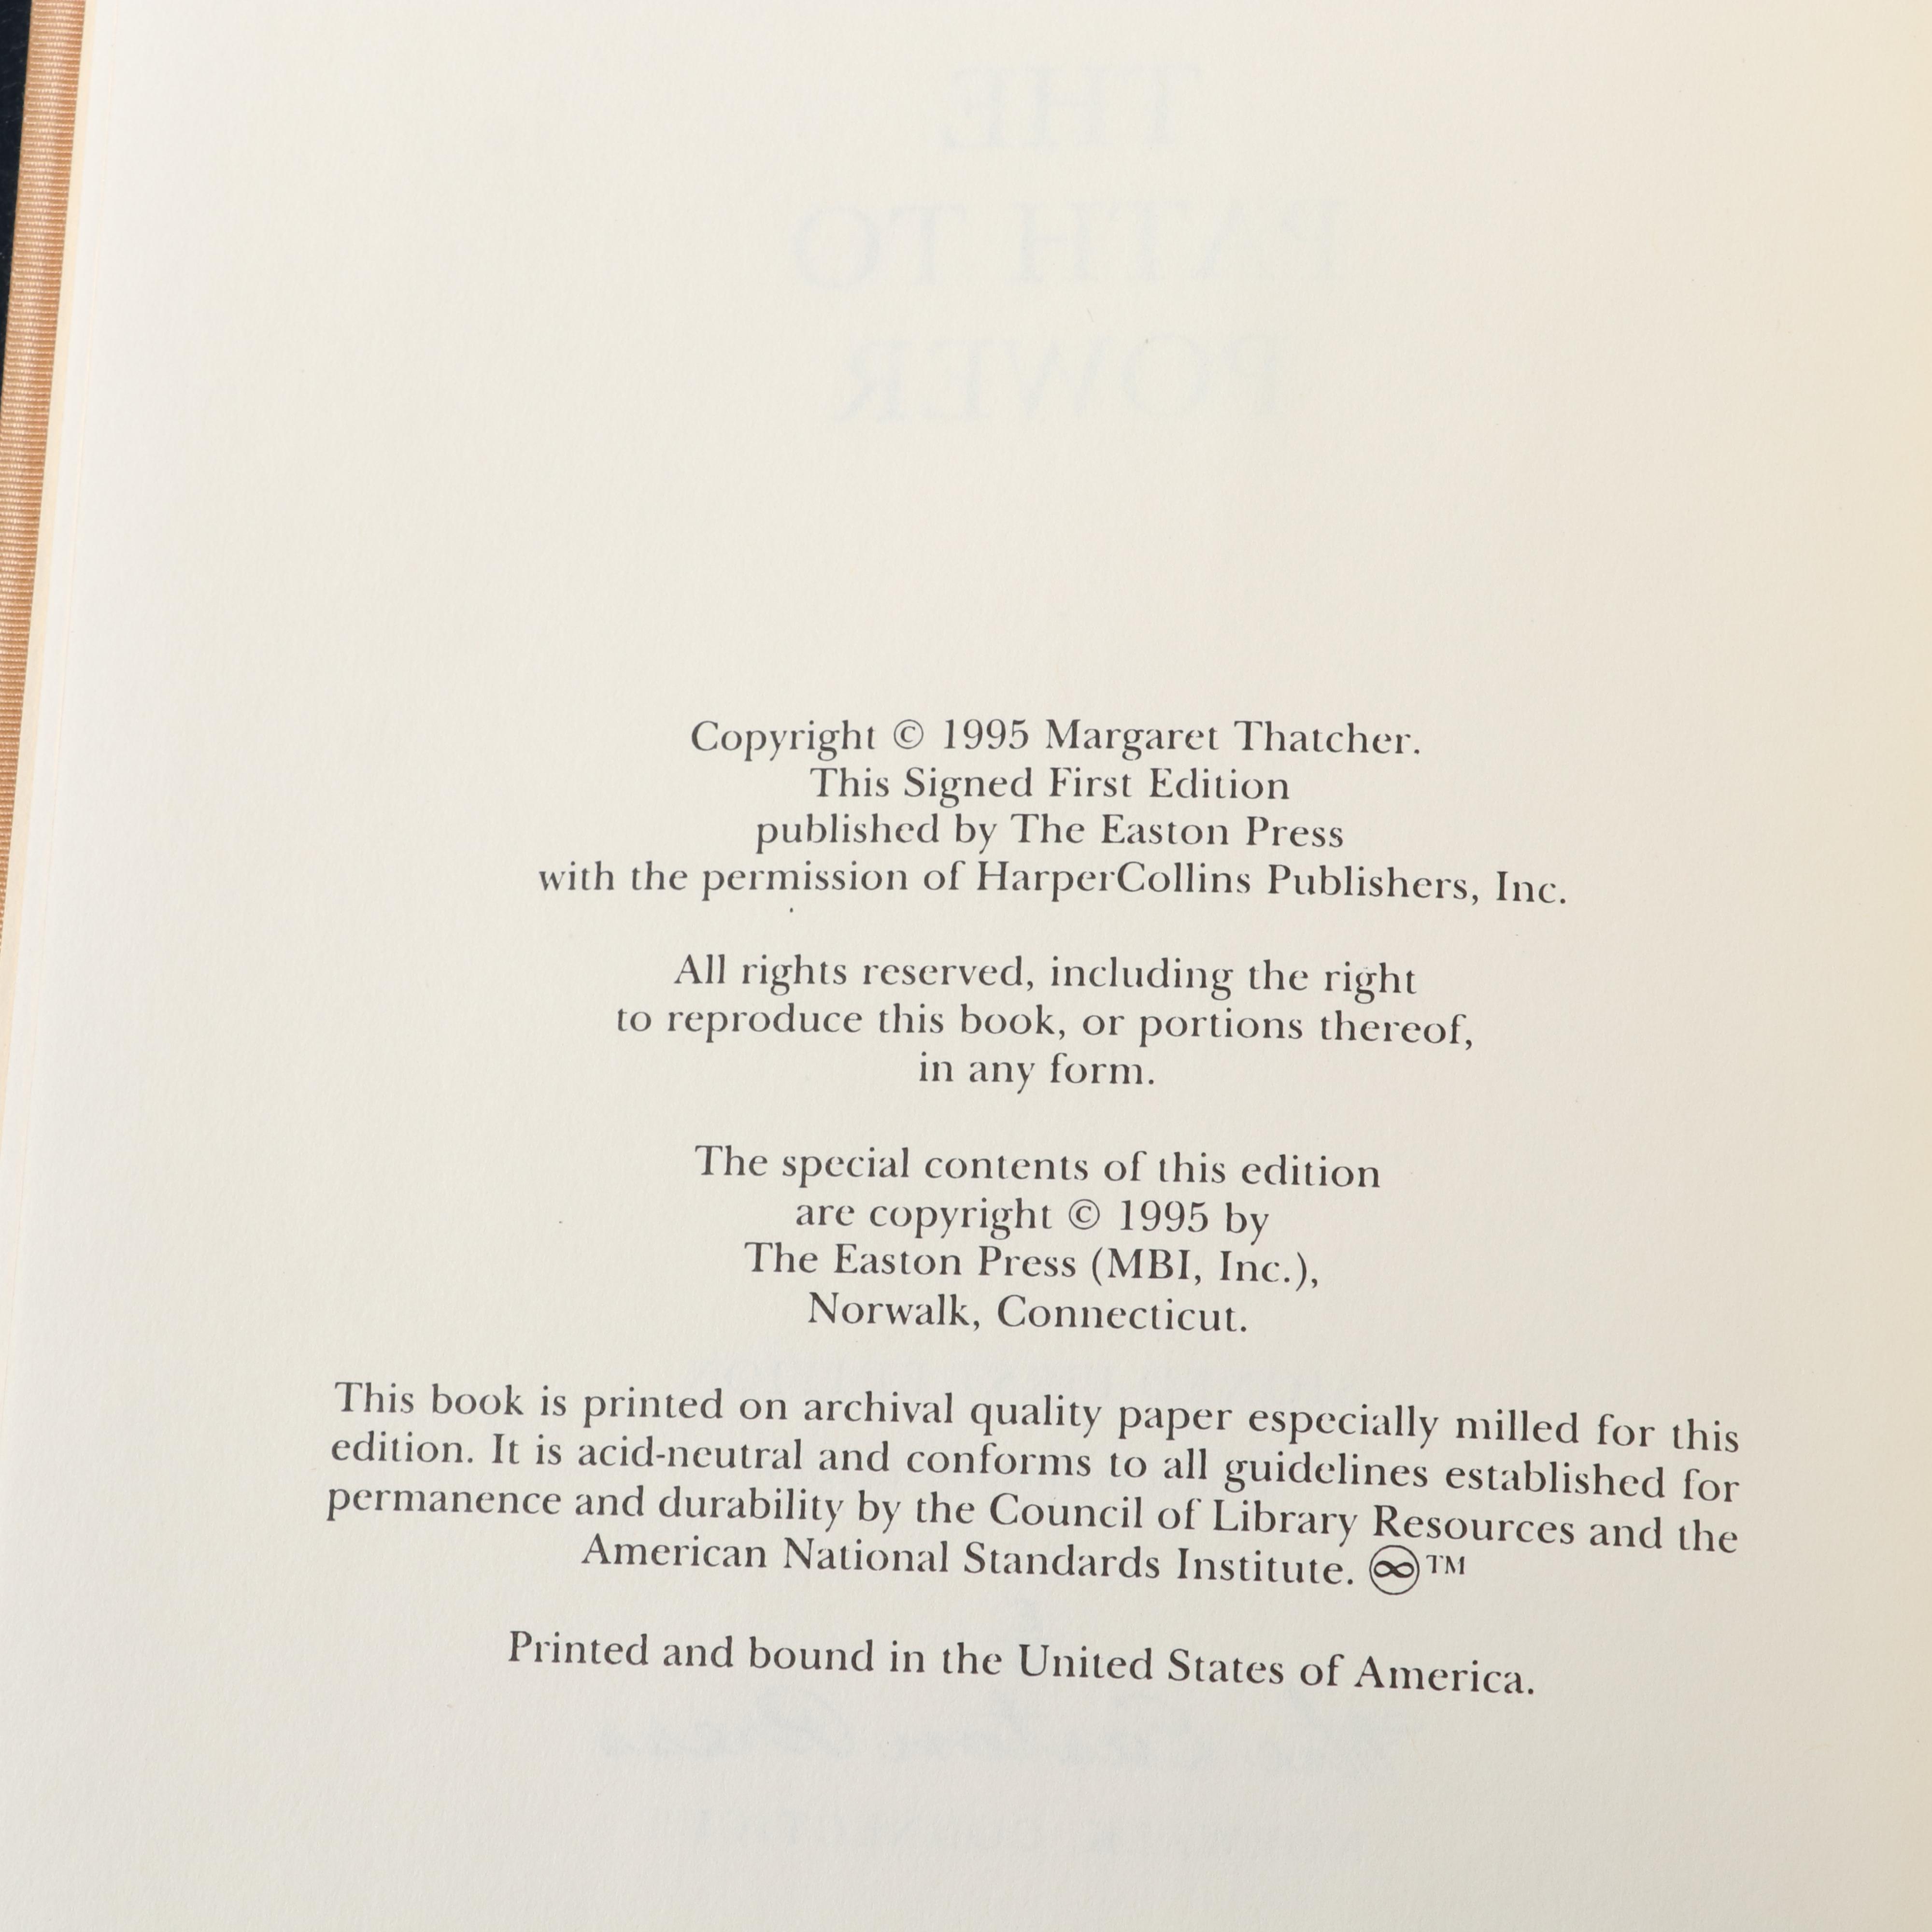 THE
PATH TO
POWER
Copyright © 1995 Margaret Thatcher.
This Signed First Edition
published by The Easton Press
with the permission of HarperCollins Publishers, Inc.
All rights reserved, including the right
to reproduce this book, or portions thereof,
in any form.
The special contents of this edition
are copyright © 1995 by
The Easton Press (MBI, Inc.),
Norwalk, Connecticut.
This book is printed on archival quality paper especially milled for this
edition. It is acid-neutral and conforms to all guidelines established for
permanence and durability by the Council of Library Resources and the
American National Standards Institute. ♾™
Printed and bound in the United States of America.